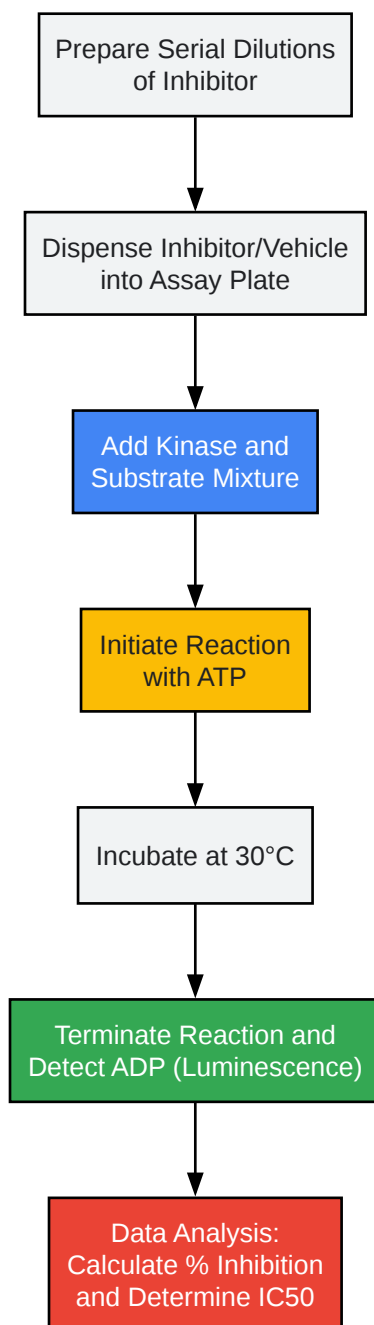 Prepare Serial Dilutions
of Inhibitor
Dispense Inhibitor/Vehicle
into Assay Plate
Add Kinase and
Substrate Mixture
Initiate Reaction
with ATP
Incubate at 30°C
Terminate Reaction and
Detect ADP (Luminescence)
Data Analysis:
Calculate % Inhibition
and Determine IC50